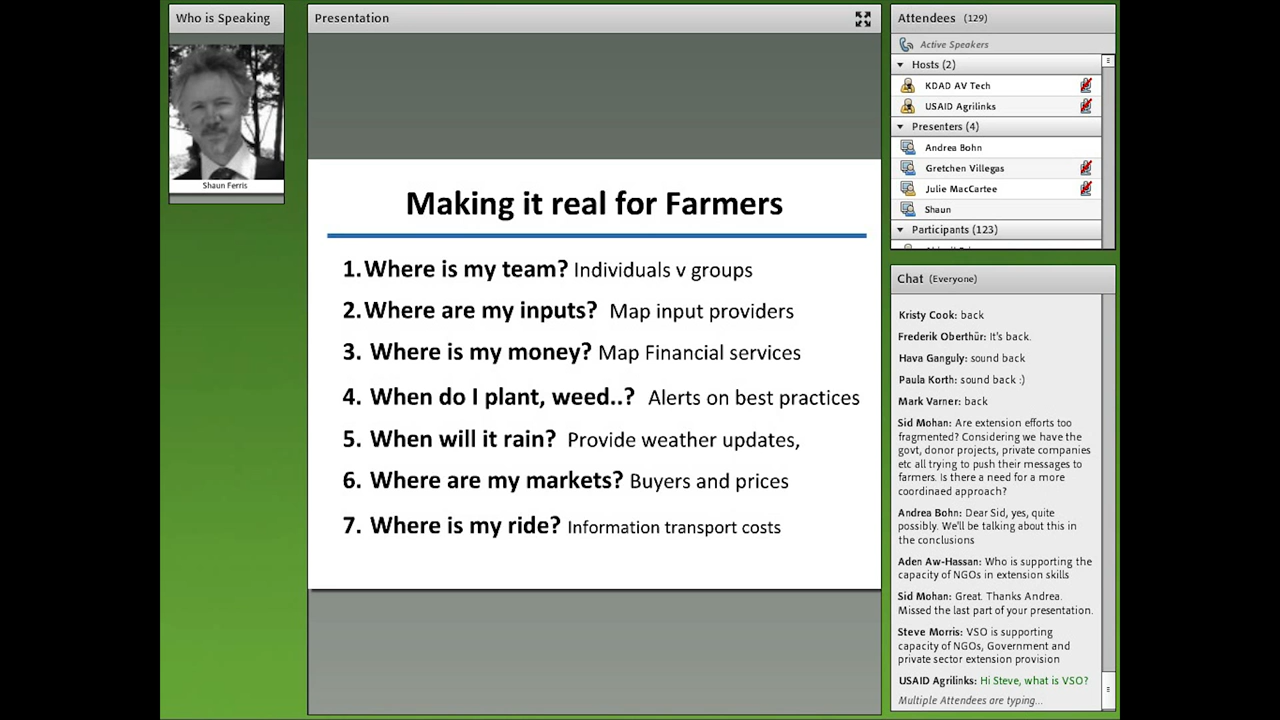 Who is Speaking
Shaun Ferris
Presentation
Making it real for Farmers
1.Where is my team? Individuals v groups
2.Where are my inputs? Map input providers
3. Where is my money? Map Financial services
4. When do I plant, weed..? Alerts on best practices
5. When will it rain? Provide weather updates,
6. Where are my markets? Buyers and prices
7. Where is my ride? Information transport costs
Attendees (129)
Active Speakers
Hosts (2)
KDAD AV Tech
USAID Agrilinks
Presenters (4)
Andrea Bohn
Gretchen Villegas
Julie MacCartee
Shaun
Participants (123)
Chat (Everyone)
Kristy Cook: back
Frederik Oberthür: It's back.
Hava Ganguly: sound back
Paula Korth: sound back :)
Mark Varner: back
Sid Mohan: Are extension efforts too
fragmented? Considering we have the
govt, donor projects, private companies
etc all trying to push their messages to
farmers. Is there a need for a more
coordinaed approach?
Andrea Bohn: Dear Sid, yes, quite
possibly. We'll be talking about this in
the conclusions
Aden Aw-Hassan: Who is supporting the
capacity of NGOs in extension skills
Sid Mohan: Great. Thanks Andrea.
Missed the last part of your presentation.
Steve Morris: VSO is supporting
capacity of NGOs, Government and
private sector extension provision
USAID Agrilinks: Hi Steve, what is VSO?
Multiple Attendees are typing...